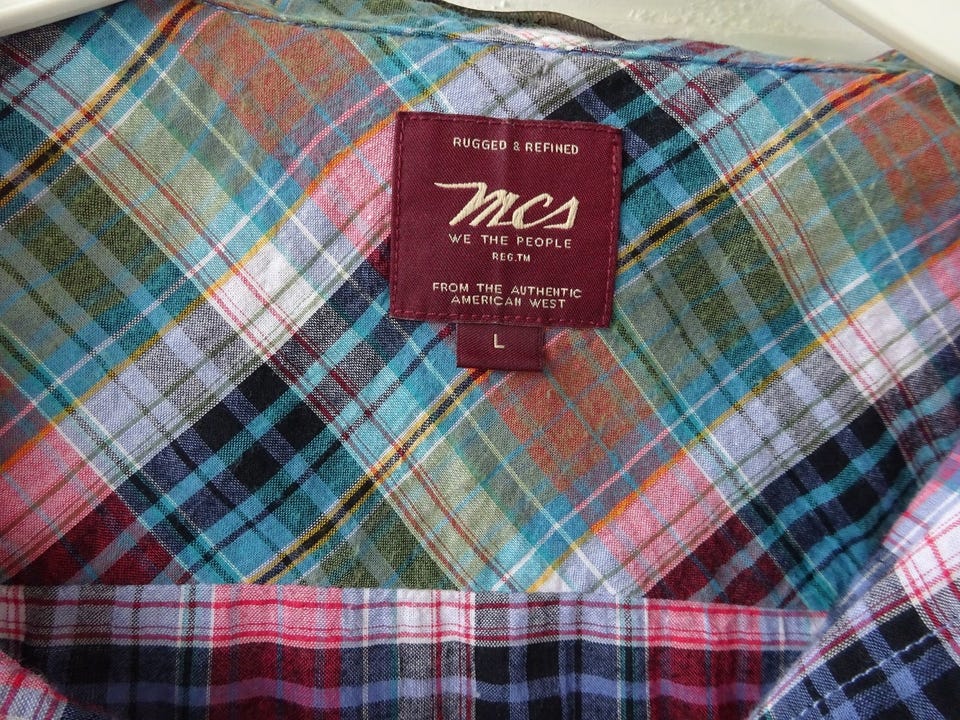 RUGGED & REFINED
mcs
WE THE PEOPLE
REG.TM
FROM THE AUTHENTIC
AMERICAN WEST
L